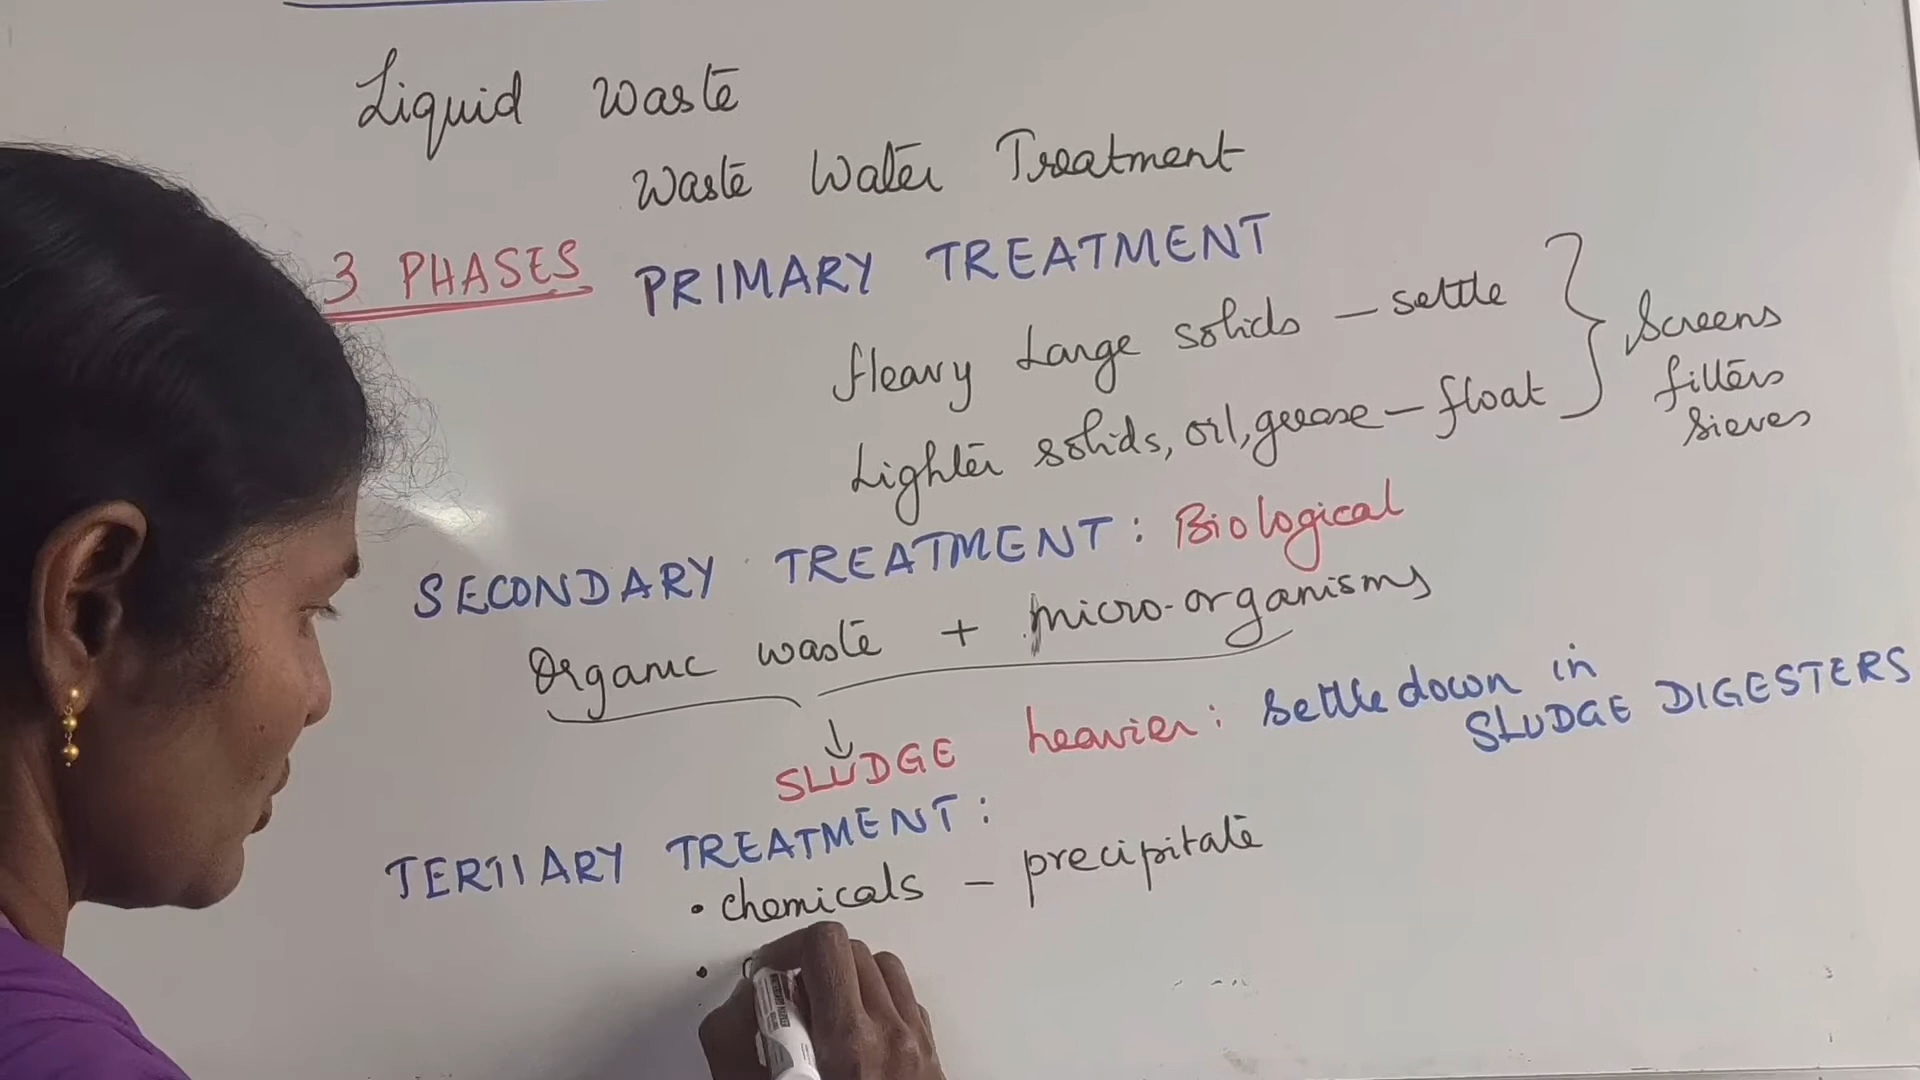 Liquid Waste
Waste Water Treatment
3 PHASES PRIMARY TREATMENT
Heavy Large solids – settle
Lighter solids, oil, grease – float
Screens
filters
sieves
SECONDARY TREATMENT: Biological
Organic waste + micro-organisms
SLUDGE heavier: settle down in
SLUDGE DIGESTERS
TERTIARY TREATMENT:
• chemicals – precipitate
•